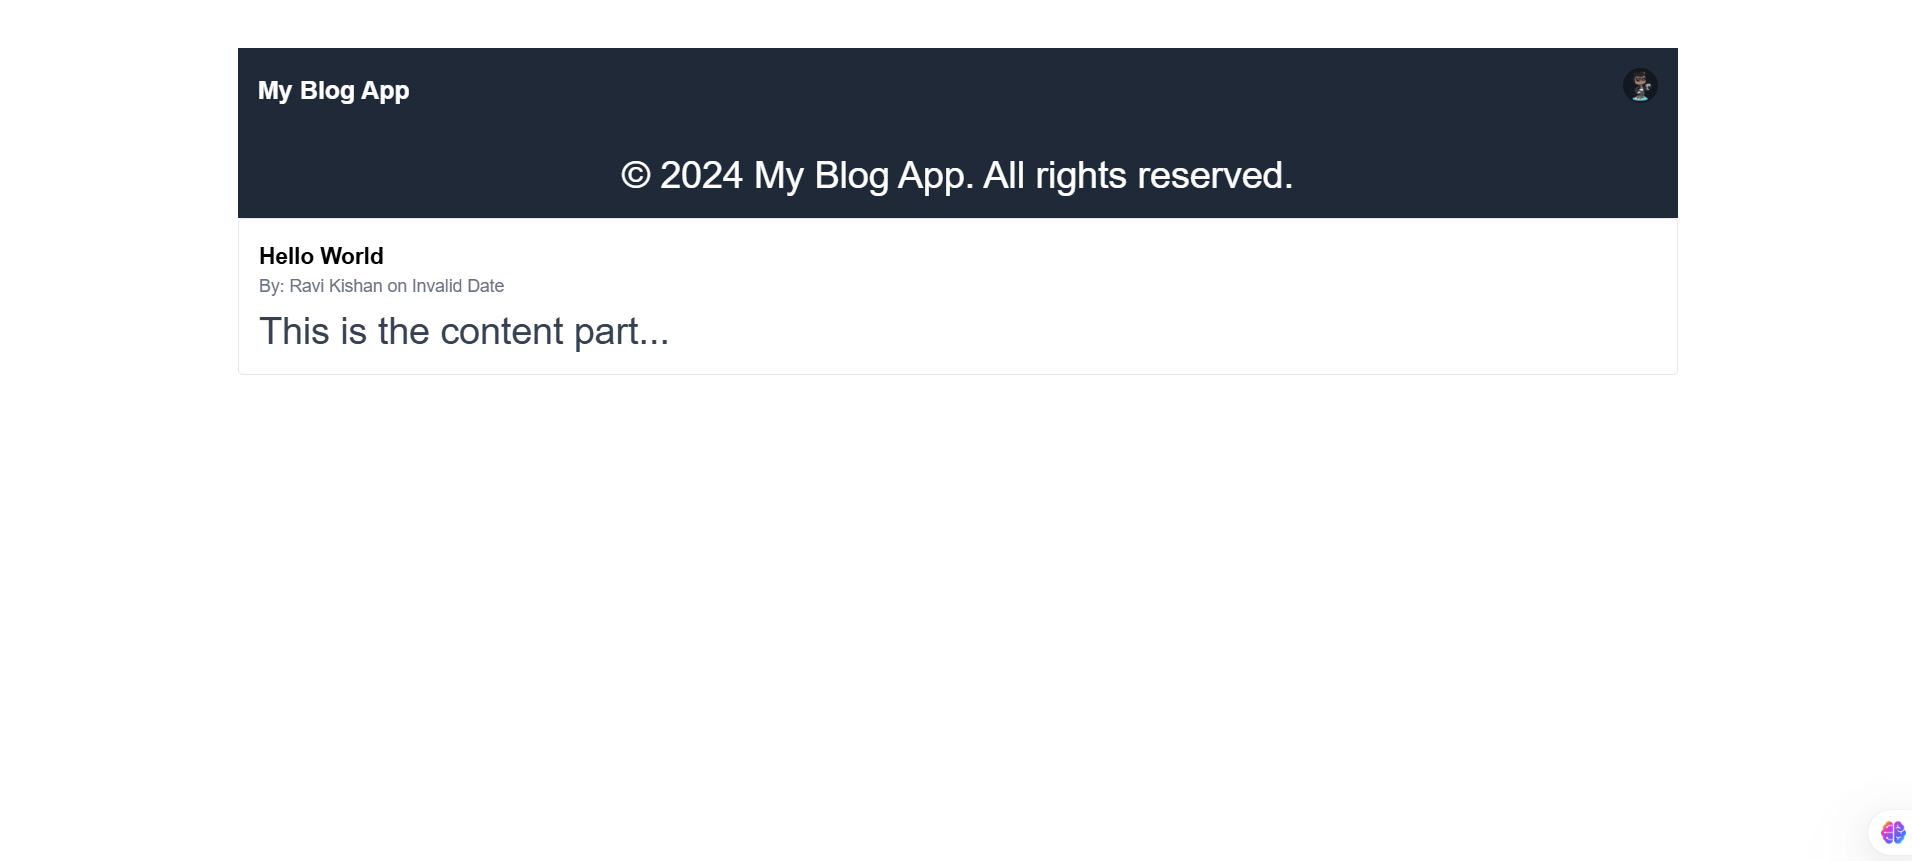 My Blog App
© 2024 My Blog App. All rights reserved.
Hello World
By: Ravi Kishan on Invalid Date
This is the content part...